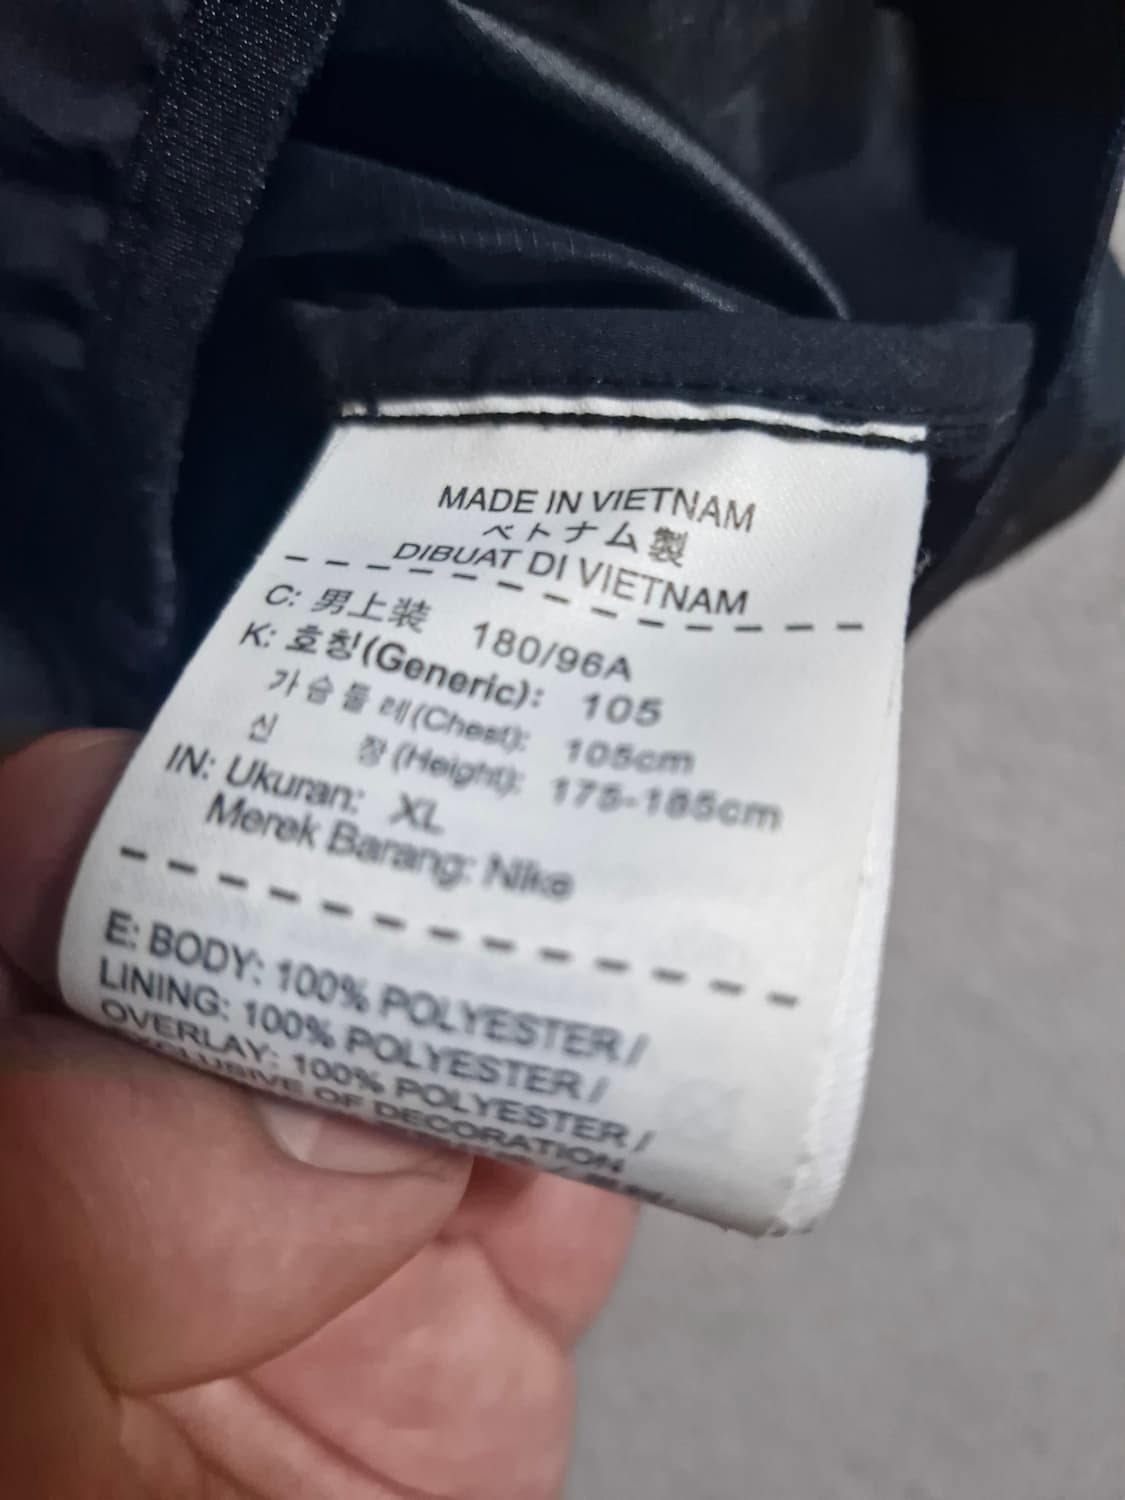 MADE IN VIETNAM
ベトナム製
DIBUAT DI VIETNAM
C: 男上装 180/96A
K: 호칭(Generic): 105
가슴둘레(Chest): 105cm
신 장(Height): 175-185cm
IN: Ukuran: XL
Merek Barang: Nike
E: BODY: 100% POLYESTER/
LINING: 100% POLYESTER/
OVERLAY: 100% POLYESTER/
EXCLUSIVE OF DECORATION